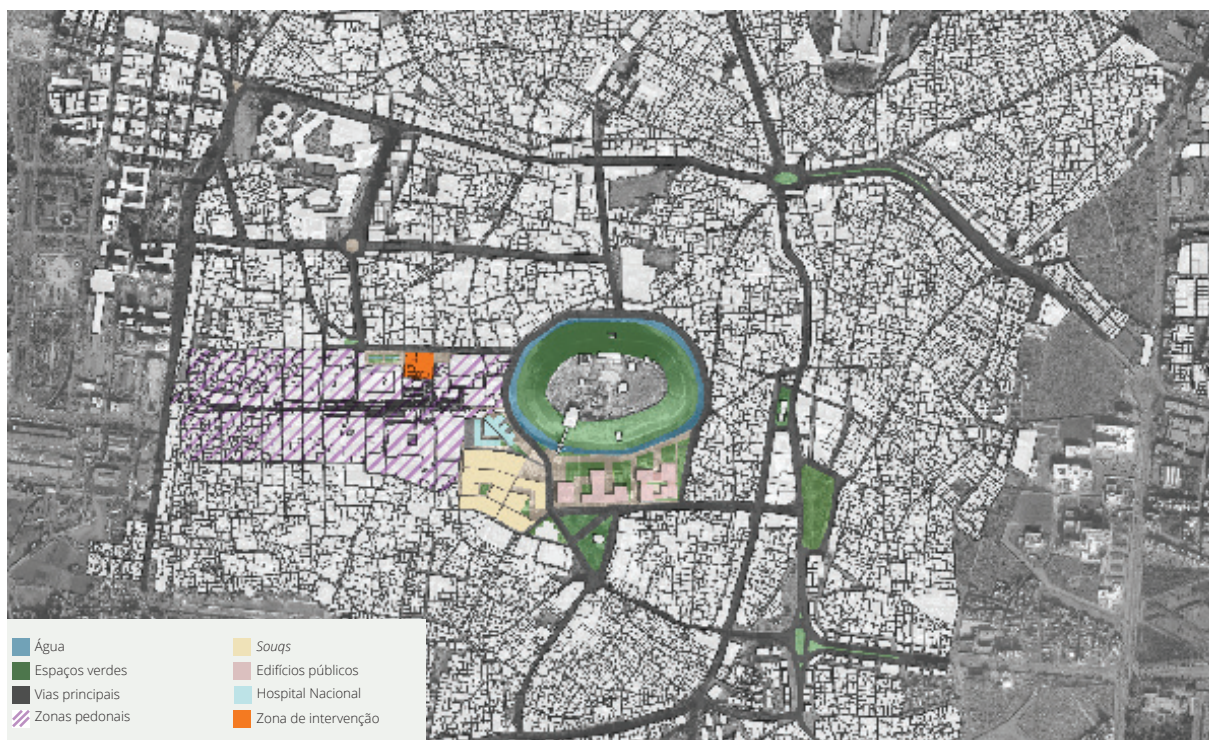 Água
Espaços verdes
Vias principais
Zonas pedonais
Souqs
Edifícios públicos
Hospital Nacional
Zona de intervenção